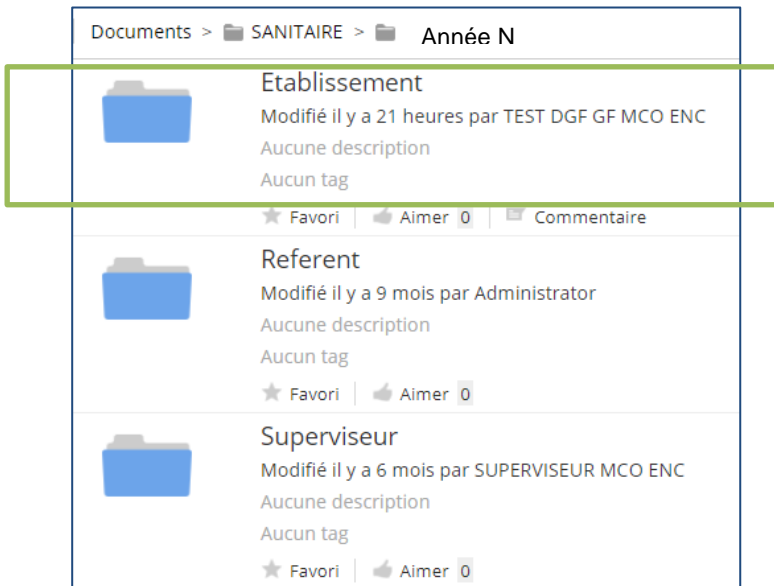 Documents > SANITAIRE > Année N
Etablissement
Modifié il y a 21 heures par TEST DGF GF MCO ENC
Aucune description
Aucun tag
Favori Aimer 0 Commentaire
Referent
Modifié il y a 9 mois par Administrator
Aucune description
Aucun tag
Favori Aimer 0
Superviseur
Modifié il y a 6 mois par SUPERVISEUR MCO ENC
Aucune description
Aucun tag
Favori Aimer 0